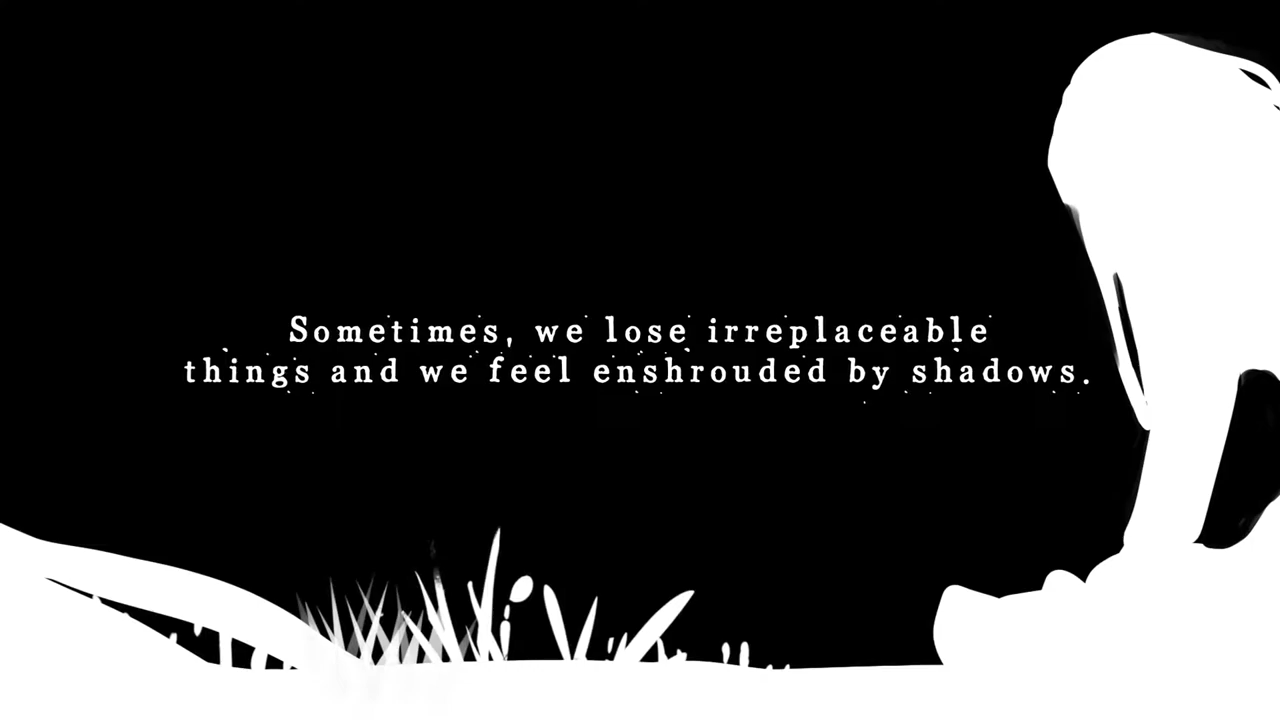 Sometimes, we lose irreplaceable
things and we feel enshrouded by shadows.